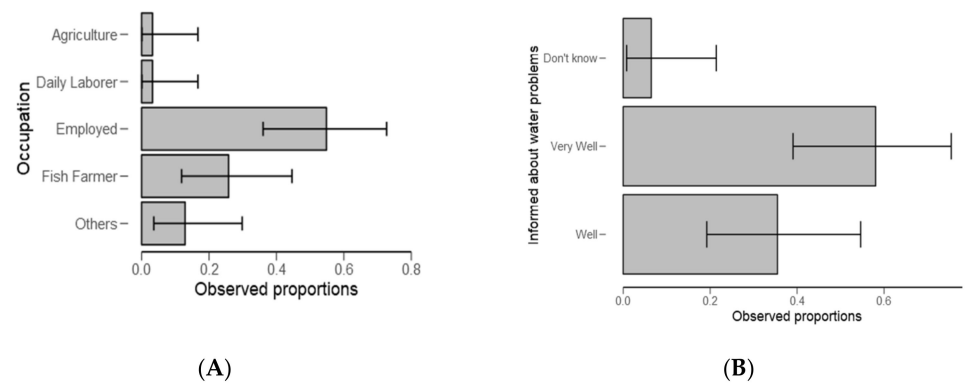 Occupation
Agriculture
Daily Laborer
Employed
Fish Farmer
Others
0.0 0.2 0.4 0.6 0.8
Observed proportions
(A)
Informed about water problems
Don't know
Very Well
Well
0.0 0.2 0.4 0.6
Observed proportions
(B)